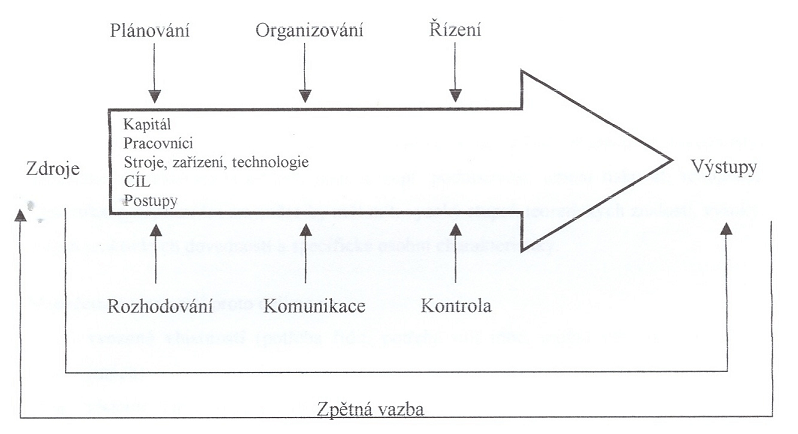 Plánování Organizování Řízení
Kapitál
Pracovníci
Stroje, zařízení, technologie
CÍL
Postupy
Zdroje
Výstupy
Rozhodování Komunikace Kontrola
Zpětná vazba